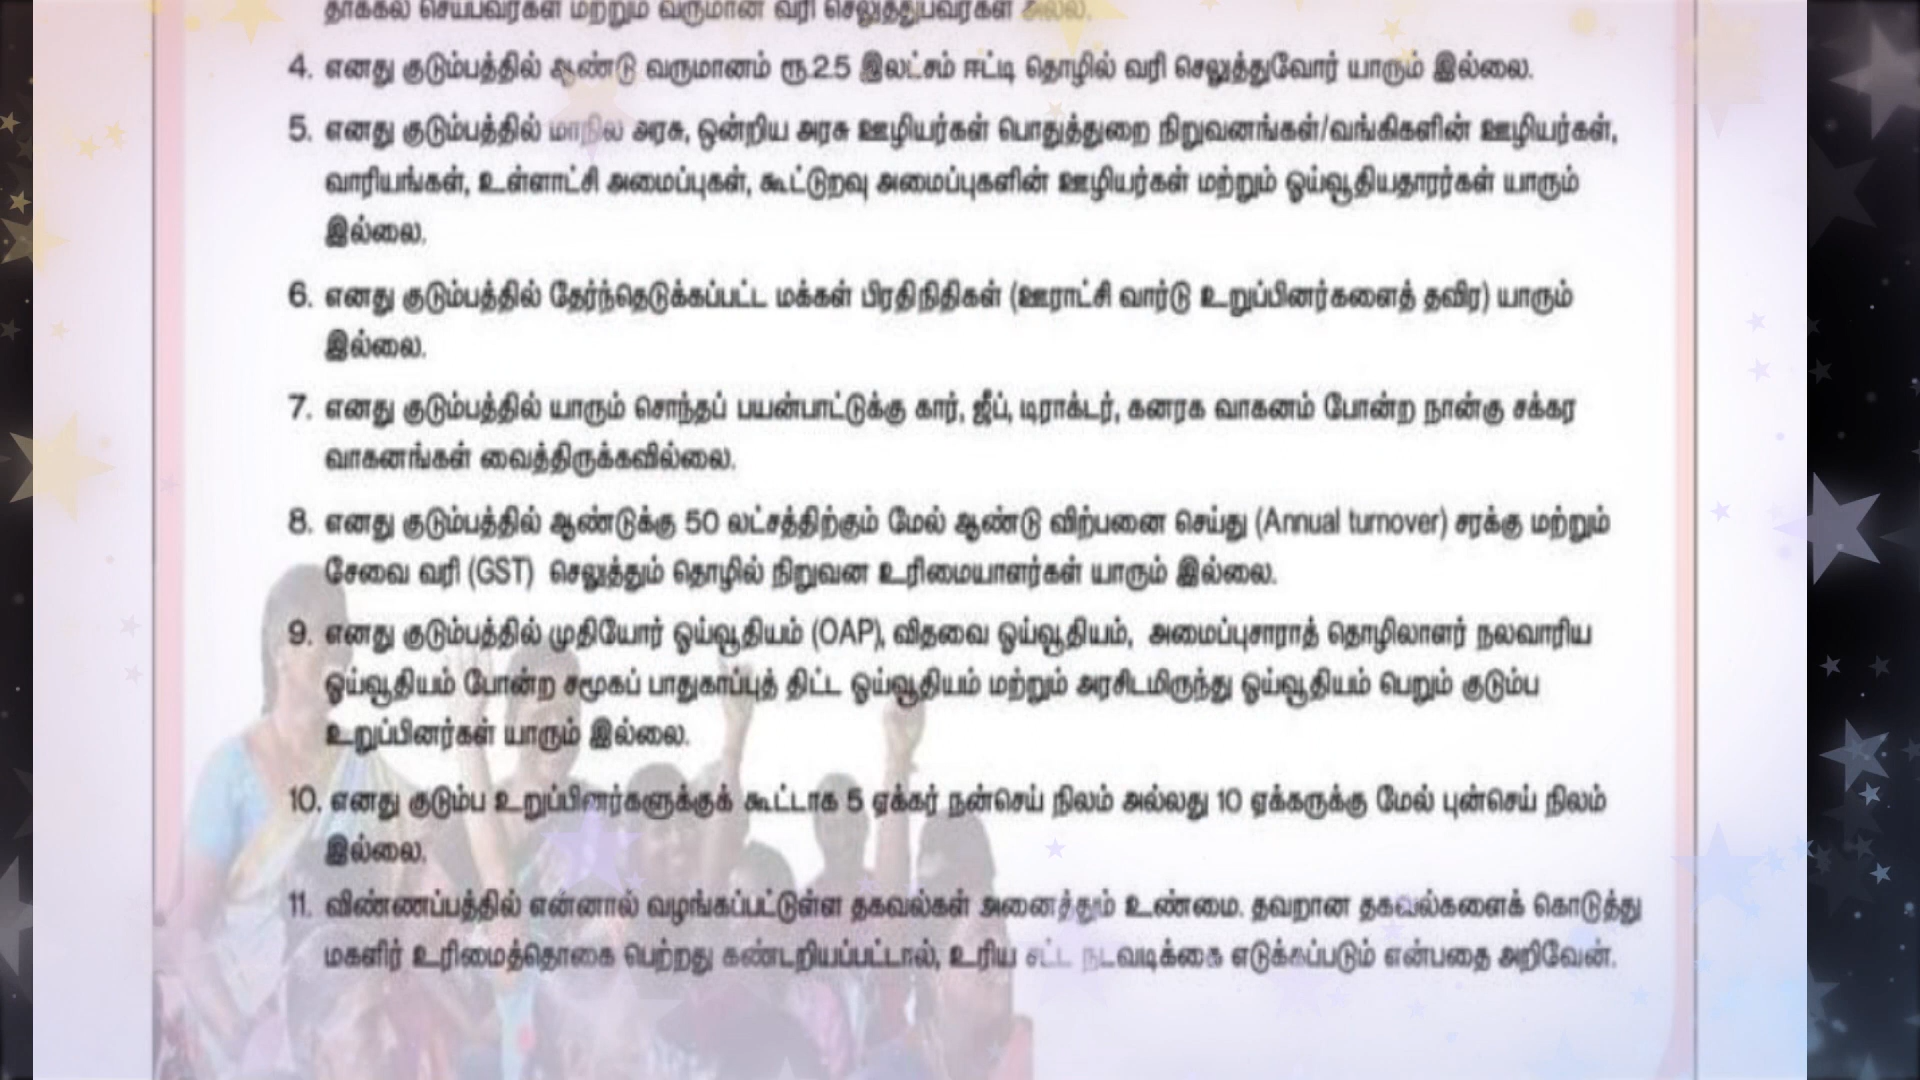 தாக்கல் செய்பவர்கள் மற்றும் வருமான வரி செலுத்துபவர்கள் அல்ல.
4. எனது குடும்பத்தில் ஆண்டு வருமானம் ரூ.2.5 இலட்சம் ஈட்டி தொழில் வரி செலுத்துவோர் யாரும் இல்லை.
5. எனது குடும்பத்தில் மாநில அரசு, ஒன்றிய அரசு ஊழியர்கள் பொதுத்துறை நிறுவனங்கள்/வங்கிகளின் ஊழியர்கள்,
வாரியங்கள், உள்ளாட்சி அமைப்புகள், கூட்டுறவு அமைப்புகளின் ஊழியர்கள் மற்றும் ஓய்வூதியதாரர்கள் யாரும்
இல்லை.
6. எனது குடும்பத்தில் தேர்ந்தெடுக்கப்பட்ட மக்கள் பிரதிநிதிகள் (ஊராட்சி வார்டு உறுப்பினர்களைத் தவிர) யாரும்
இல்லை.
7. எனது குடும்பத்தில் யாரும் சொந்தப் பயன்பாட்டுக்கு கார், ஜீப், டிராக்டர், கனரக வாகனம் போன்ற நான்கு சக்கர
வாகனங்கள் வைத்திருக்கவில்லை.
8. எனது குடும்பத்தில் ஆண்டுக்கு 50 லட்சத்திற்கும் மேல் ஆண்டு விற்பனை செய்து (Annual turnover) சரக்கு மற்றும்
சேவை வரி (GST) செலுத்தும் தொழில் நிறுவன உரிமையாளர்கள் யாரும் இல்லை.
9. எனது குடும்பத்தில் முதியோர் ஓய்வூதியம் (OAP), விதவை ஓய்வூதியம், அமைப்புசாராத் தொழிலாளர் நலவாரிய
ஓய்வூதியம் போன்ற சமூகப் பாதுகாப்புத் திட்ட ஓய்வூதியம் மற்றும் அரசிடமிருந்து ஓய்வூதியம் பெறும் குடும்ப
உறுப்பினர்கள் யாரும் இல்லை.
10. எனது குடும்ப உறுப்பினர்களுக்குக் கூட்டாக 5 ஏக்கர் நன்செய் நிலம் அல்லது 10 ஏக்கருக்கு மேல் புன்செய் நிலம்
இல்லை.
11. விண்ணப்பத்தில் என்னால் வழங்கப்பட்டுள்ள தகவல்கள் அனைத்தும் உண்மை. தவறான தகவல்களைக் கொடுத்து
மகளிர் உரிமைத்தொகை பெற்றது கண்டறியப்பட்டால், உரிய சட்ட நடவடிக்கை எடுக்கப்படும் என்பதை அறிவேன்.